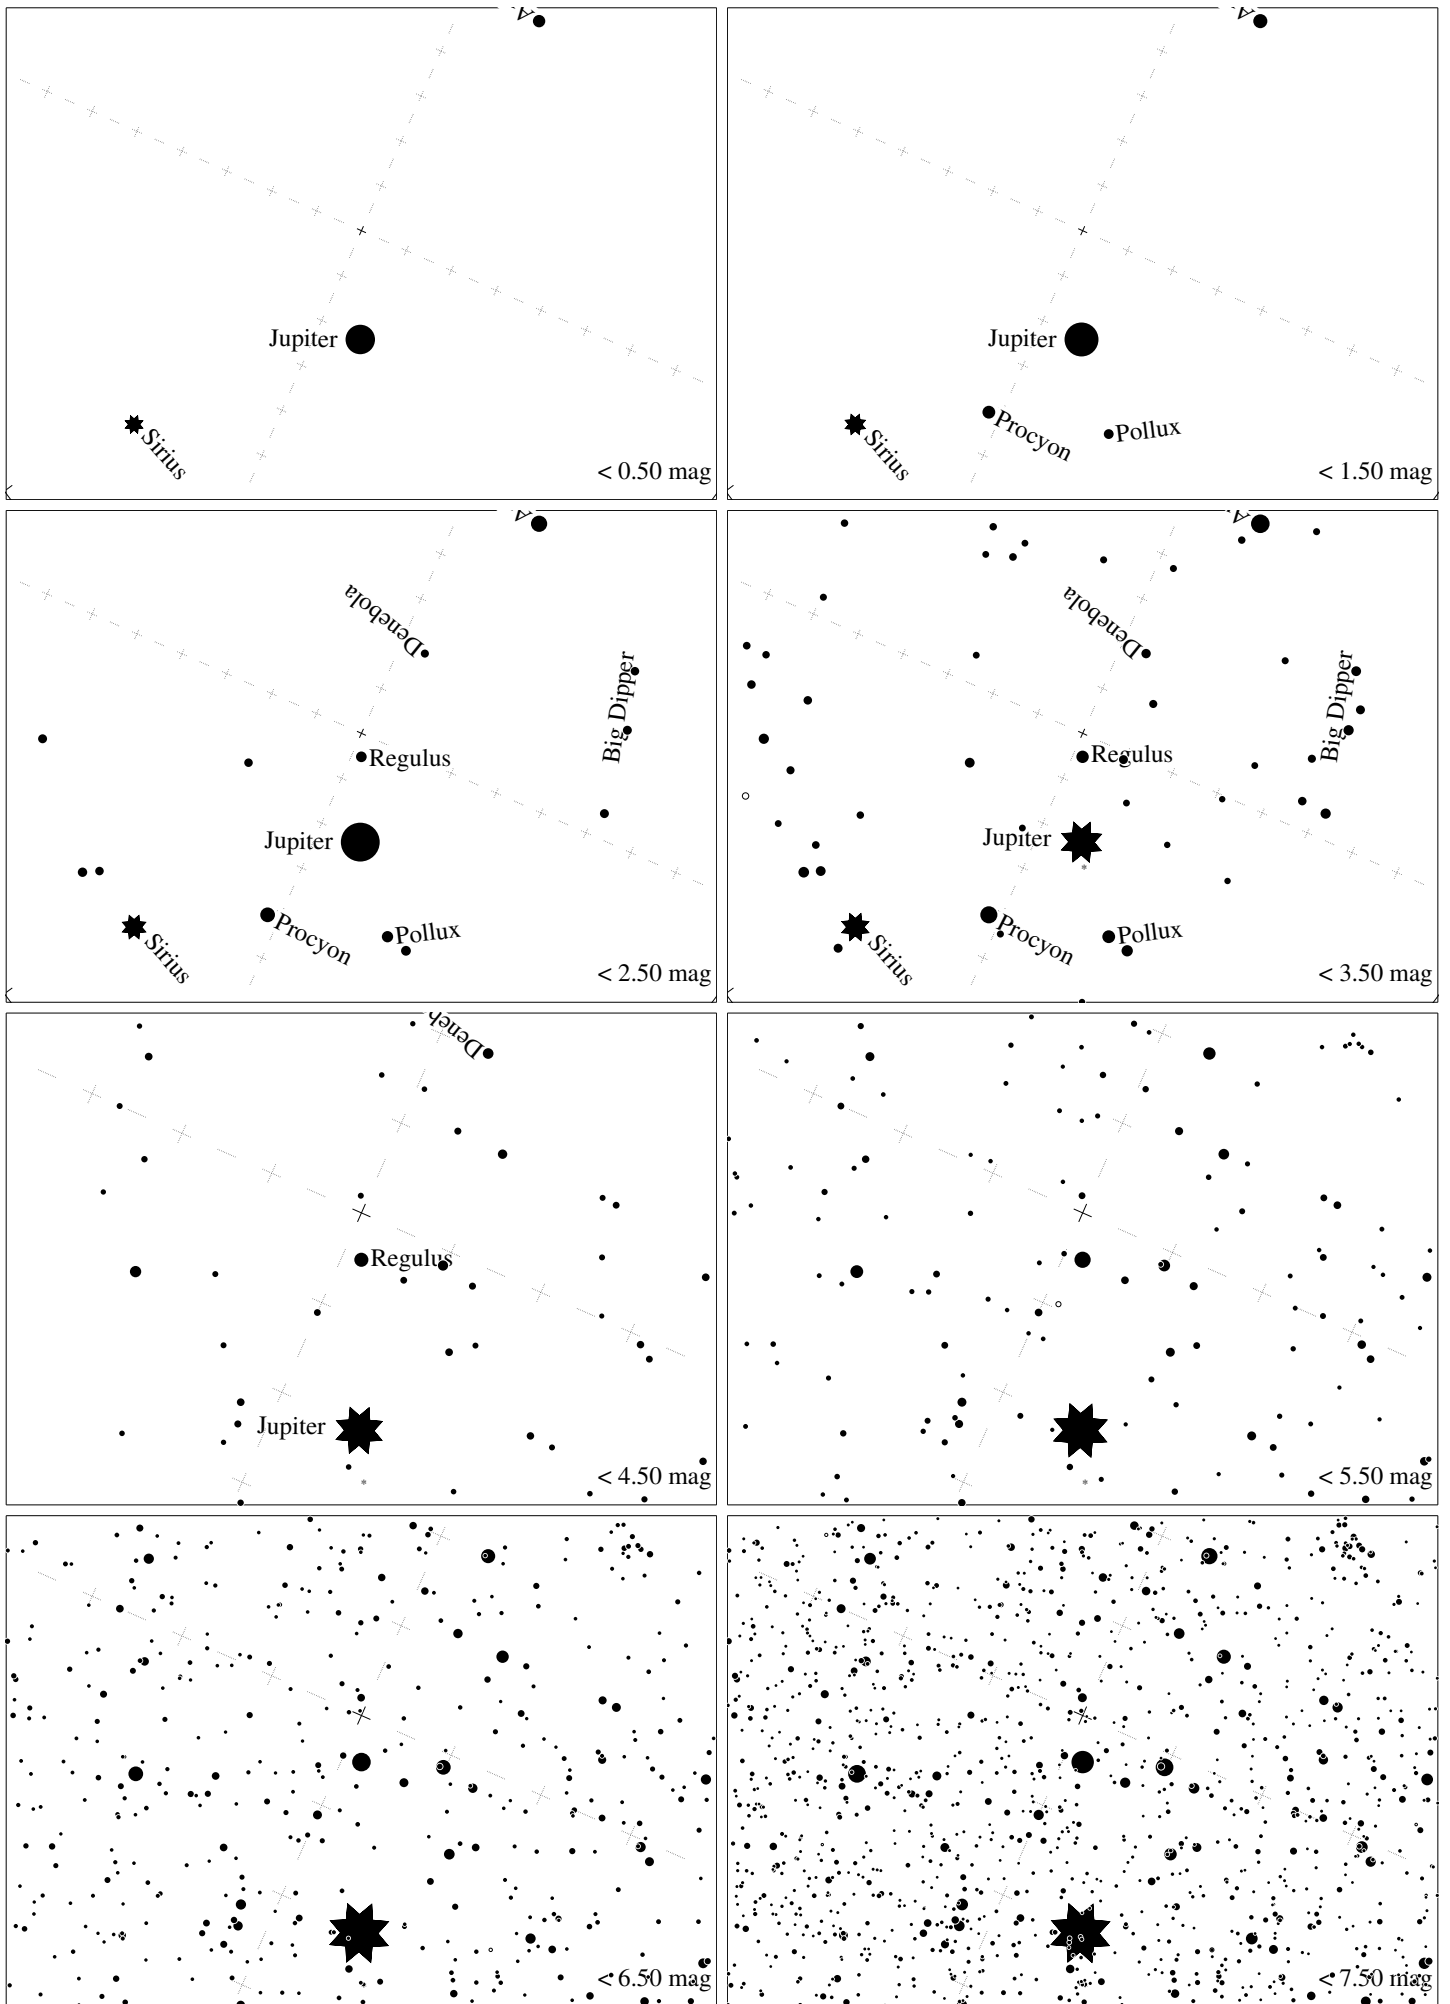 A
Jupiter
Sirius
< 0.50 mag
A
Jupiter
Procyon
Pollux
Sirius
< 1.50 mag
A
Denebola
Big Dipper
Regulus
Jupiter
Procyon
Pollux
Sirius
< 2.50 mag
A
Denebola
Big Dipper
Regulus
Jupiter
Procyon
Pollux
Sirius
< 3.50 mag
Deneb
Regulus
Jupiter
< 4.50 mag
< 5.50 mag
< 6.50 mag
< 7.50 mag